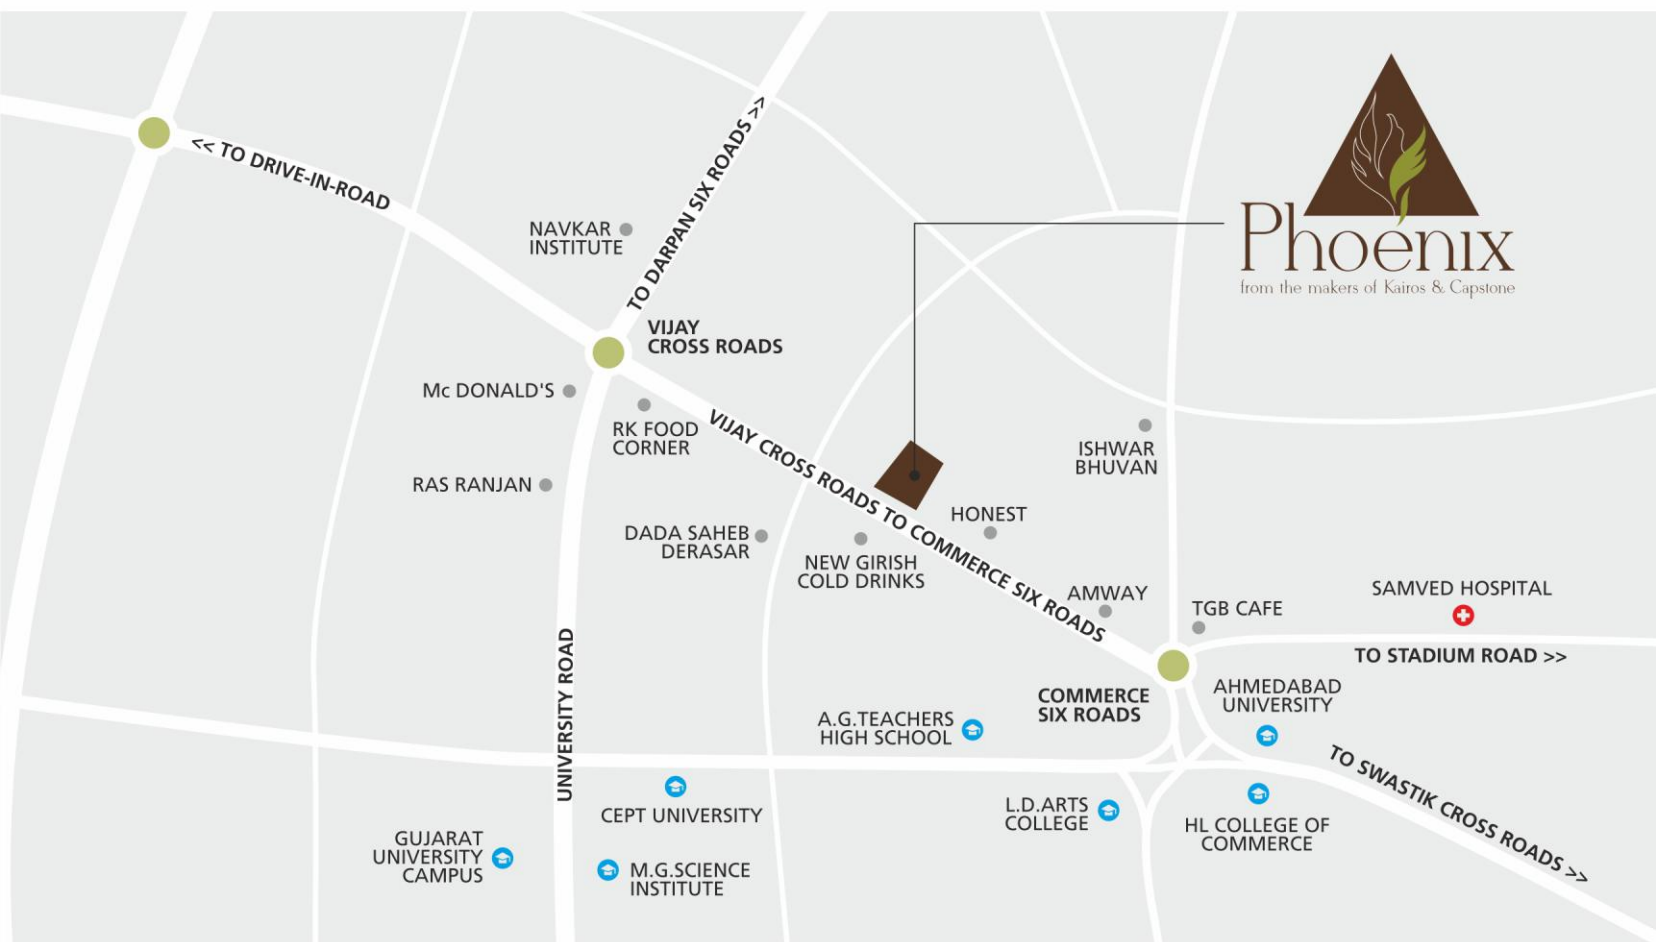 << TO DRIVE-IN-ROAD
TO DARPAN SIX ROADS >>
Phoenix
from the makers of Kairos & Capstone
NAVKAR
INSTITUTE
VIJAY
CROSS ROADS
Mc DONALD'S
RK FOOD
CORNER
VIJAY CROSS ROADS TO COMMERCE SIX ROADS
ISHWAR
BHUVAN
RAS RANJAN
HONEST
DADA SAHEB
DERASAR
NEW GIRISH
COLD DRINKS
AMWAY
TGB CAFE
SAMVED HOSPITAL
TO STADIUM ROAD >>
UNIVERSITY ROAD
COMMERCE
SIX ROADS
AHMEDABAD
UNIVERSITY
A.G.TEACHERS
HIGH SCHOOL
TO SWASTIK CROSS ROADS >>
CEPT UNIVERSITY
L.D.ARTS
COLLEGE
HL COLLEGE OF
COMMERCE
GUJARAT
UNIVERSITY
CAMPUS
M.G.SCIENCE
INSTITUTE